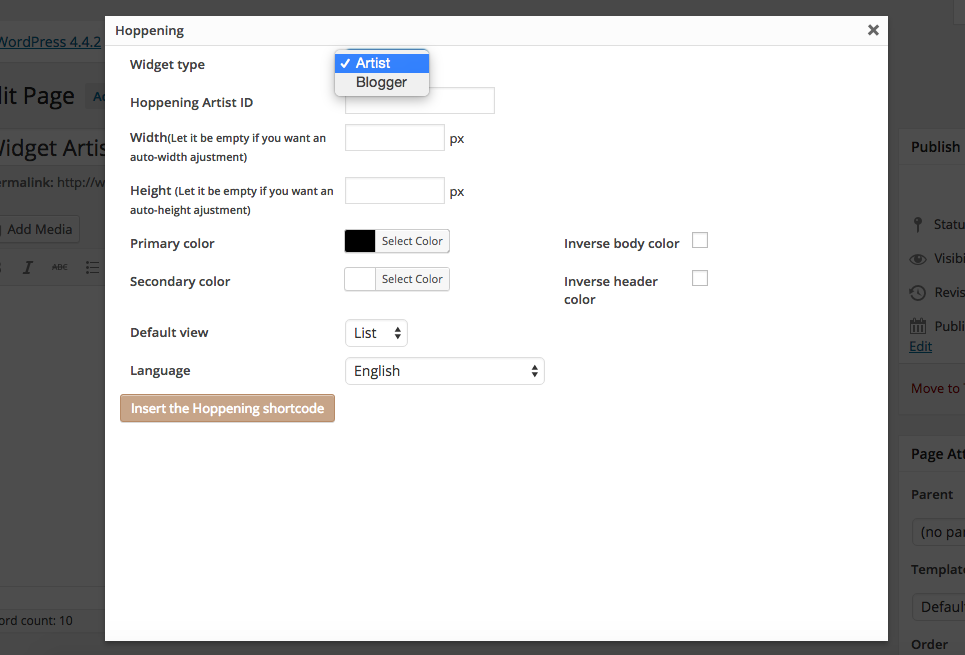 Hoppening
WordPress 4.4.2
Widget type
✓ Artist
Blogger
Hoppening Artist ID
Width(Let it be empty if you want an
auto-width ajustment)
px
Height (Let it be empty if you want an
auto-height ajustment)
px
Primary color
Select Color
Inverse body color
Secondary color
Select Color
Inverse header
color
Default view
List
Language
English
Insert the Hoppening shortcode
it Page
Widget Artis
ermalink: http://w
Add Media
I
ABC
ord count: 10
Publish
Statu
Visibi
Revis
Publi
Edit
Move to
Page Att
Parent
(no pa
Template
Defaul
Order